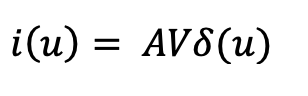 i(u) = AVδ(u)